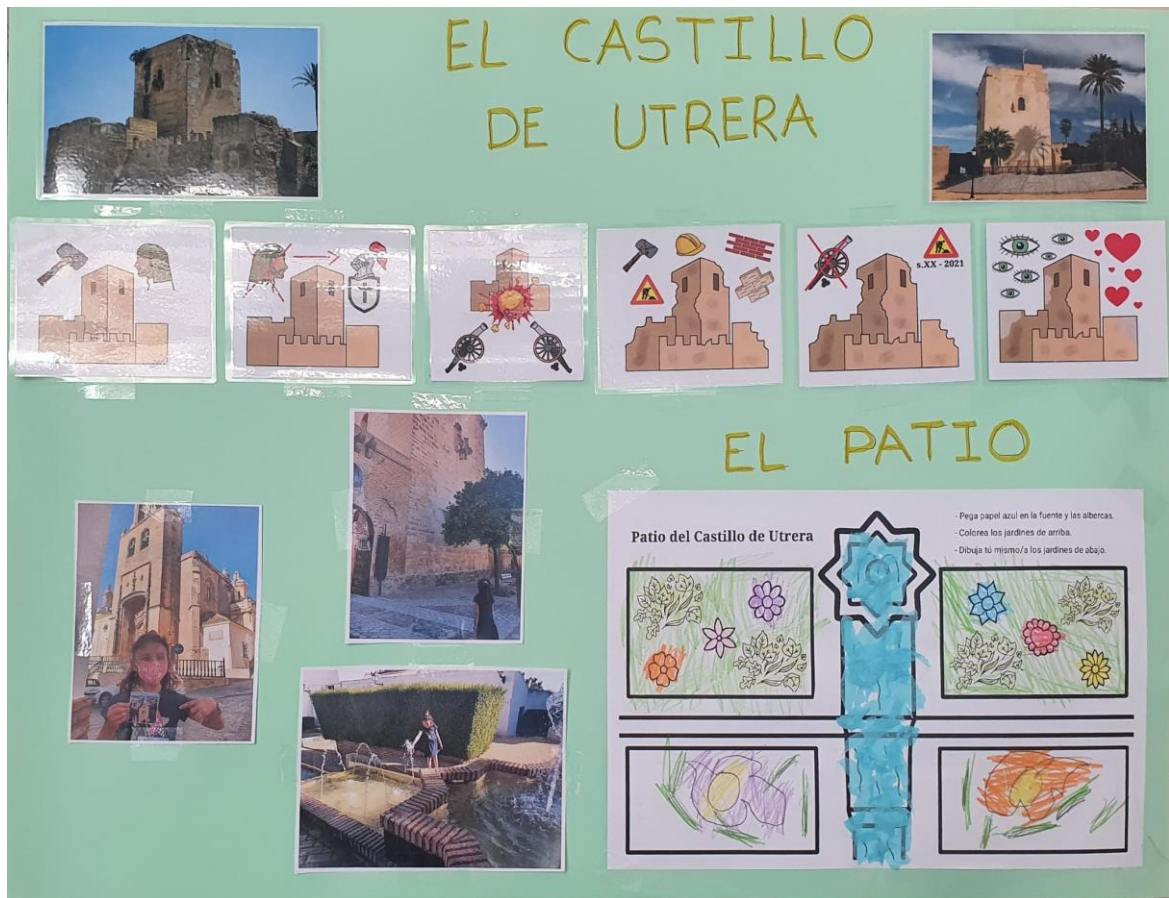 EL CASTILLO
DE UTRERA
s.XX - 2021
EL PATIO
Patio del Castillo de Utrera
- Pega papel azul en la fuente y las albercas.
- Colorea los jardines de arriba.
- Dibuja tú mismo/a los jardines de abajo.